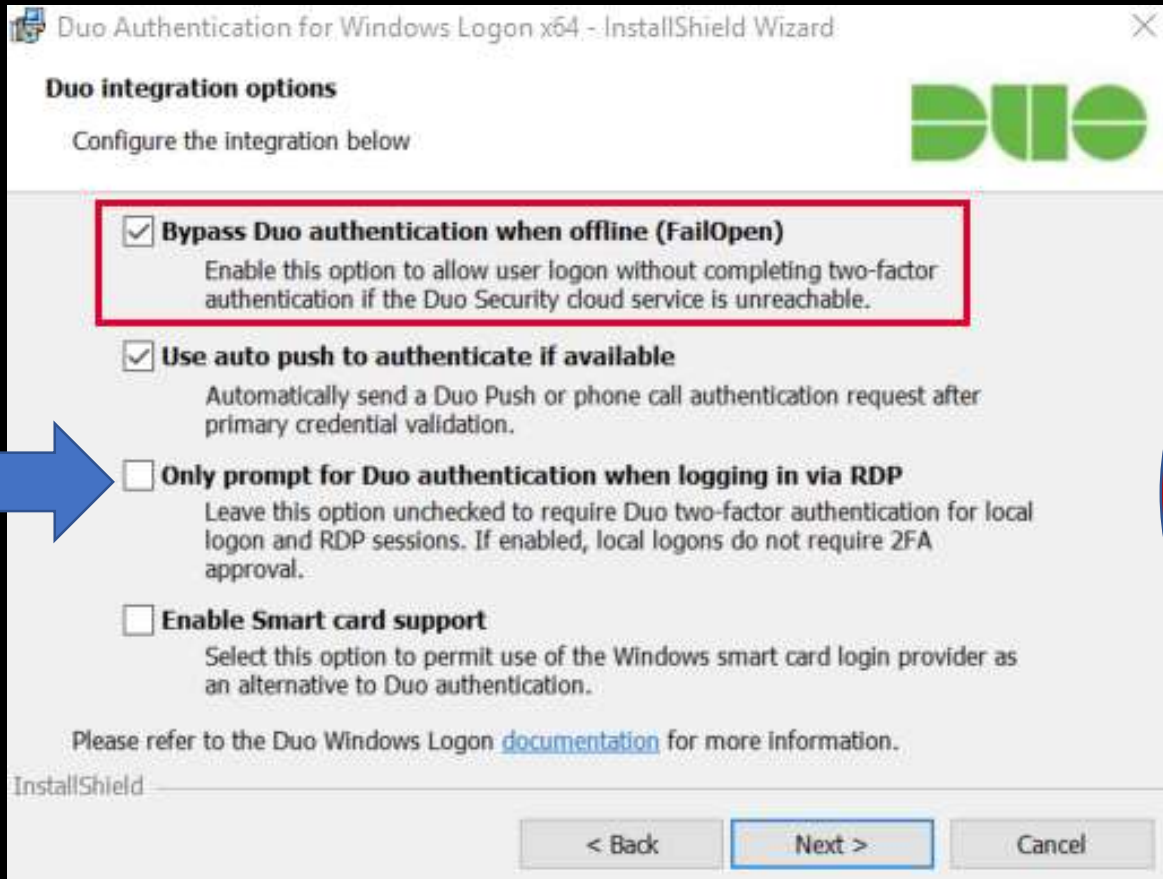 Duo Authentication for Windows Logon x64 - InstallShield Wizard
Duo integration options
Configure the integration below
DUO
Bypass Duo authentication when offline (FailOpen)
Enable this option to allow user logon without completing two-factor
authentication if the Duo Security cloud service is unreachable.
Use auto push to authenticate if available
Automatically send a Duo Push or phone call authentication request after
primary credential validation.
Only prompt for Duo authentication when logging in via RDP
Leave this option unchecked to require Duo two-factor authentication for local
logon and RDP sessions. If enabled, local logons do not require 2FA
approval.
Enable Smart card support
Select this option to permit use of the Windows smart card login provider as
an alternative to Duo authentication.
Please refer to the Duo Windows Logon documentation for more information.
InstallShield
< Back Next > Cancel